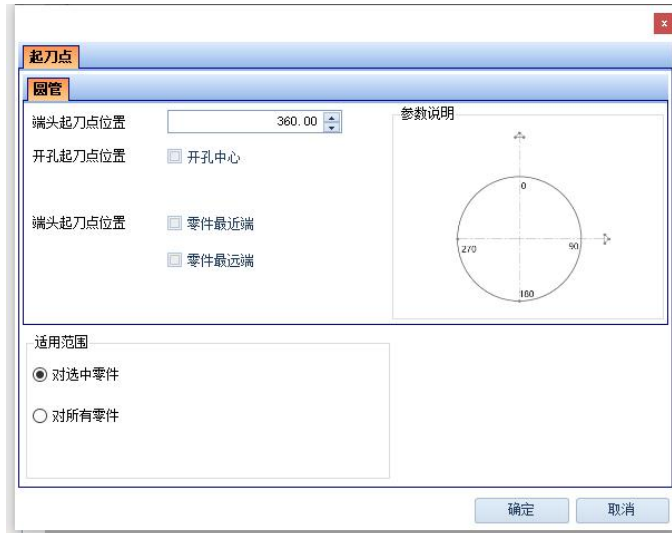 x
起刀点
圆管
端头起刀点位置 360.00
开孔起刀点位置 开孔中心
端头起刀点位置 零件最近端
零件最远端
参数说明
0
270 90
180
适用范围
对选中零件
对所有零件
确定 取消